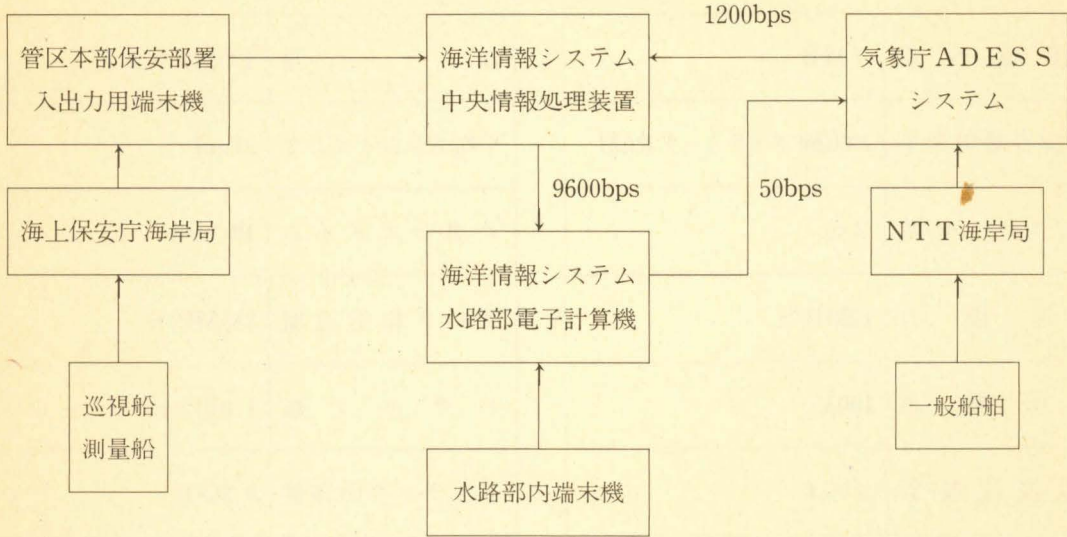 1200bps
管区本部保安部署
入出力用端末機
海洋情報システム
中央情報処理装置
気象庁ADESS
システム
9600bps
50bps
海上保安庁海岸局
NTT海岸局
海洋情報システム
水路部電子計算機
巡視船
測量船
一般船舶
水路部内端末機